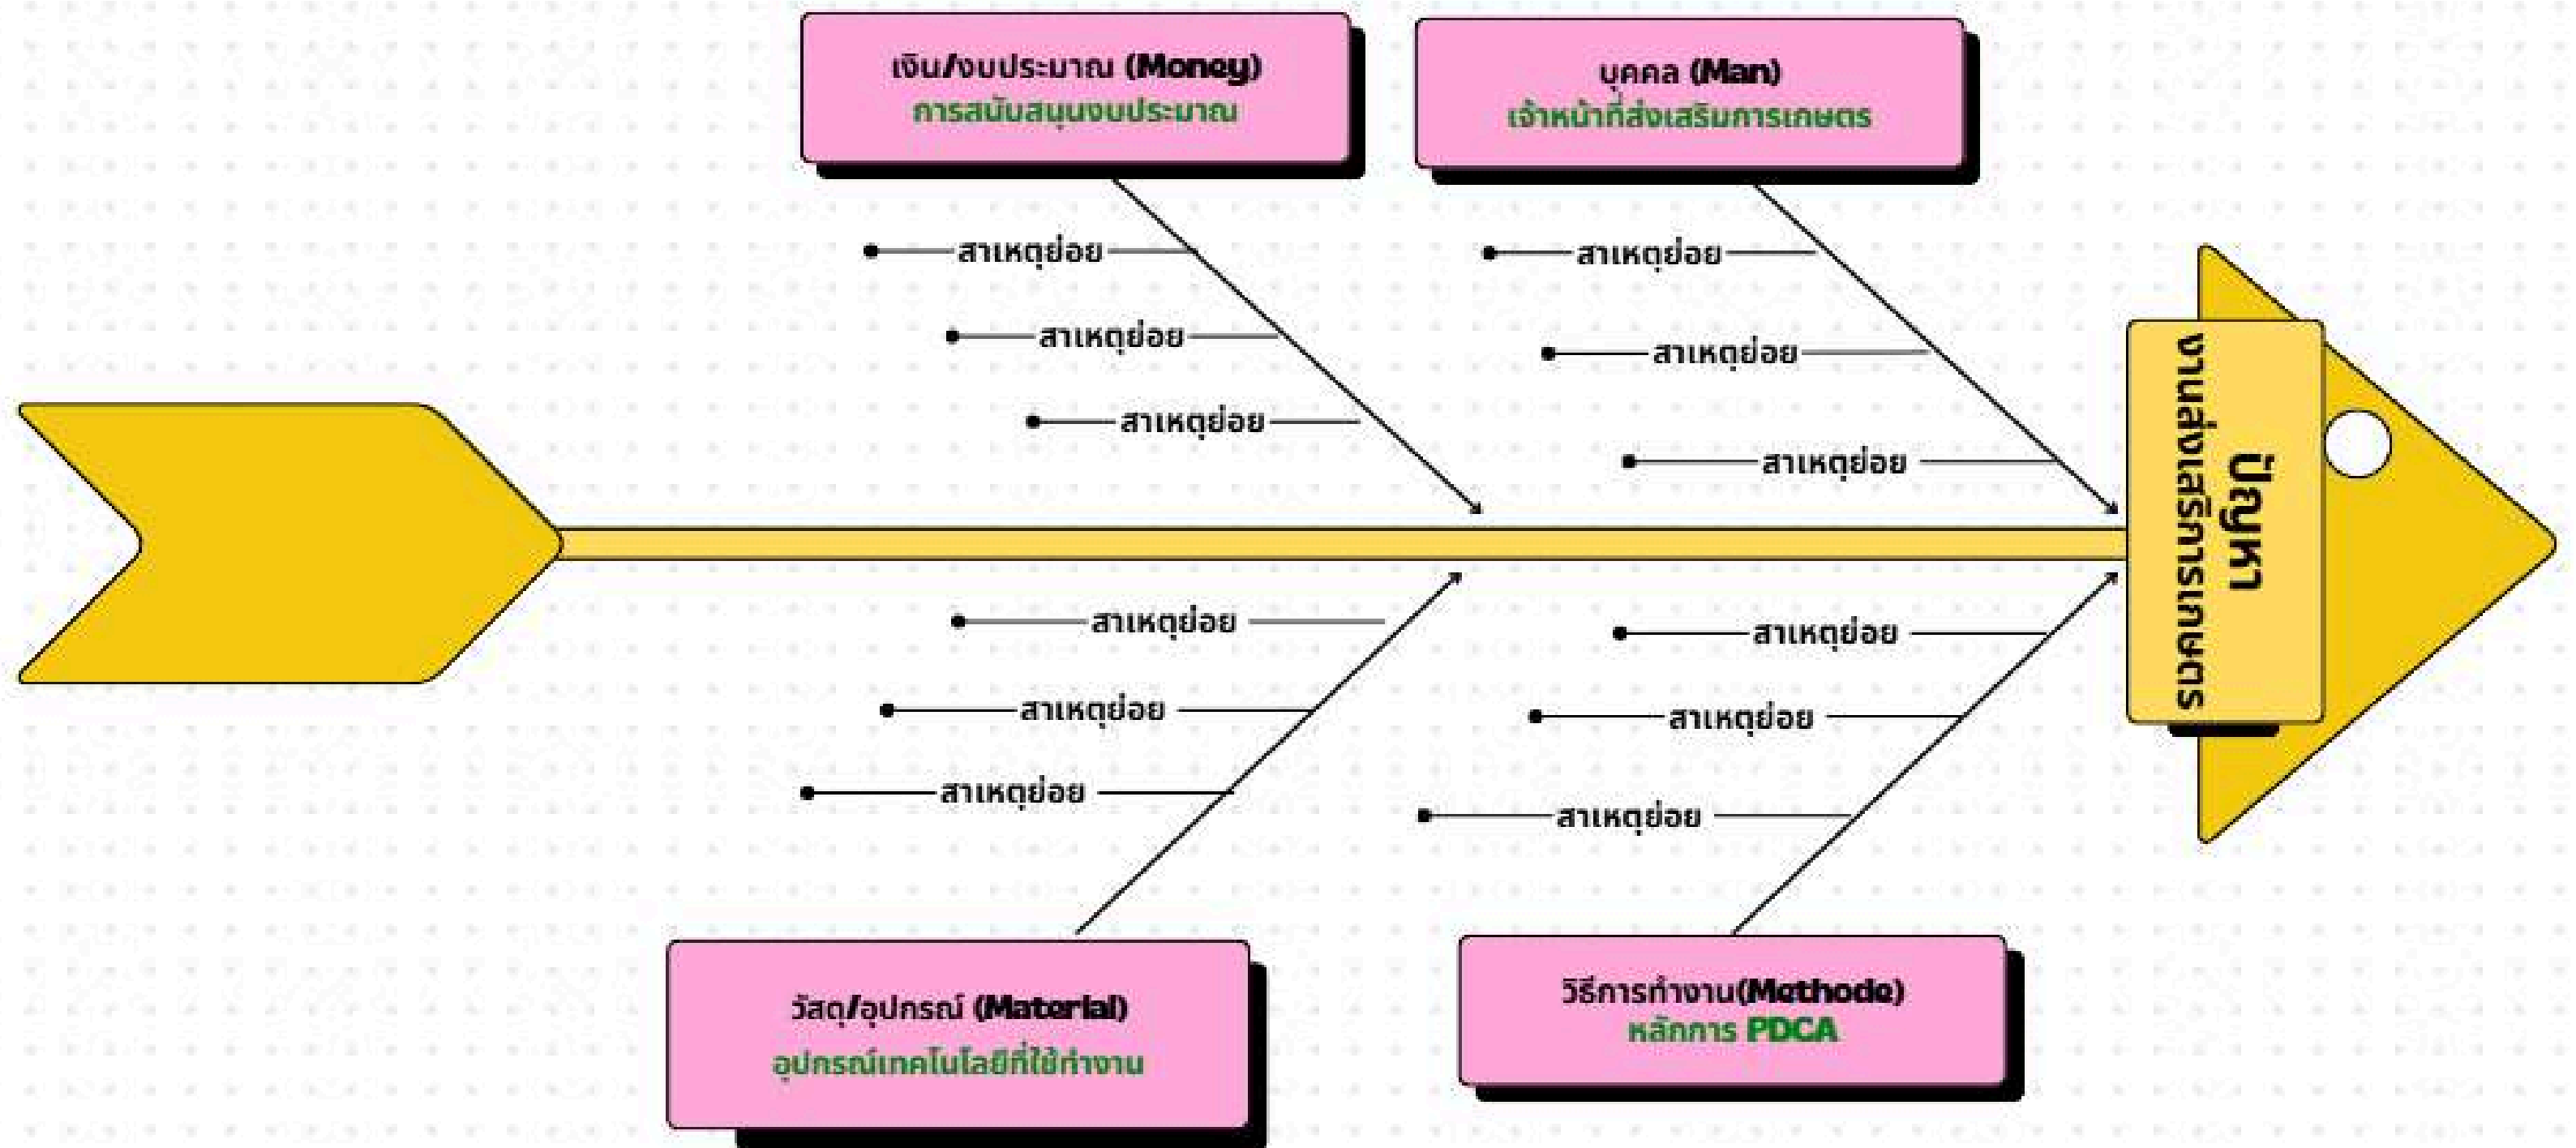 เงิน/งบประมาณ (Money)
การสนับสนุนงบประมาณ
บุคคล (Man)
เจ้าหน้าที่ส่งเสริมการเกษตร
สาเหตุย่อย
สาเหตุย่อย
สาเหตุย่อย
สาเหตุย่อย
สาเหตุย่อย
สาเหตุย่อย
ปัญหา
งานส่งเสริการเกษตร
สาเหตุย่อย
สาเหตุย่อย
สาเหตุย่อย
สาเหตุย่อย
สาเหตุย่อย
สาเหตุย่อย
วัสดุ/อุปกรณ์ (Material)
อุปกรณ์เทคโนโลยีที่ใช้ทำงาน
วิธีการทำงาน(Methode)
หลักการ PDCA